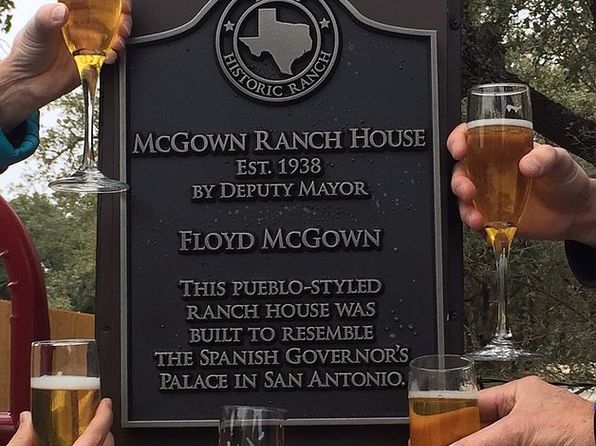 HISTORIC RANCH
McGOWN RANCH HOUSE
EST. 1938
BY DEPUTY MAYOR
FLOYD McGOWN
THIS PUEBLO-STYLED
RANCH HOUSE WAS
BUILT TO RESEMBLE
THE SPANISH GOVERNOR'S
PALACE IN SAN ANTONIO.